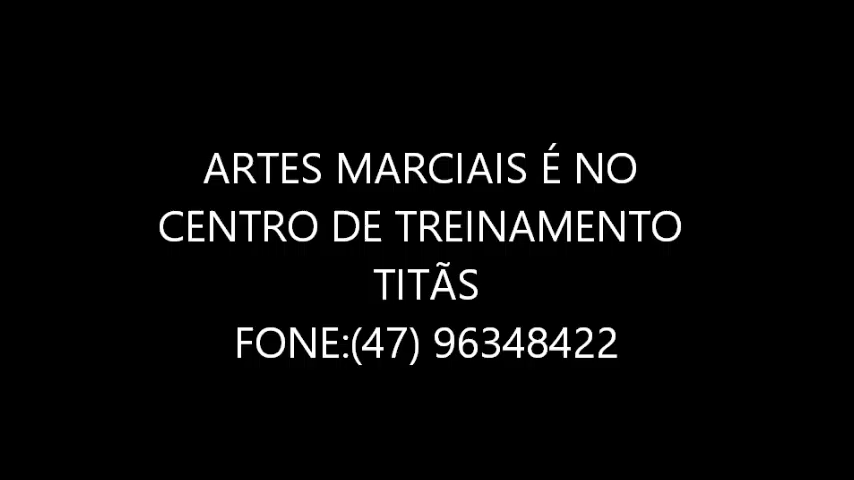 ARTES MARCIAIS É NO
CENTRO DE TREINAMENTO
TITÃS
FONE:(47) 96348422